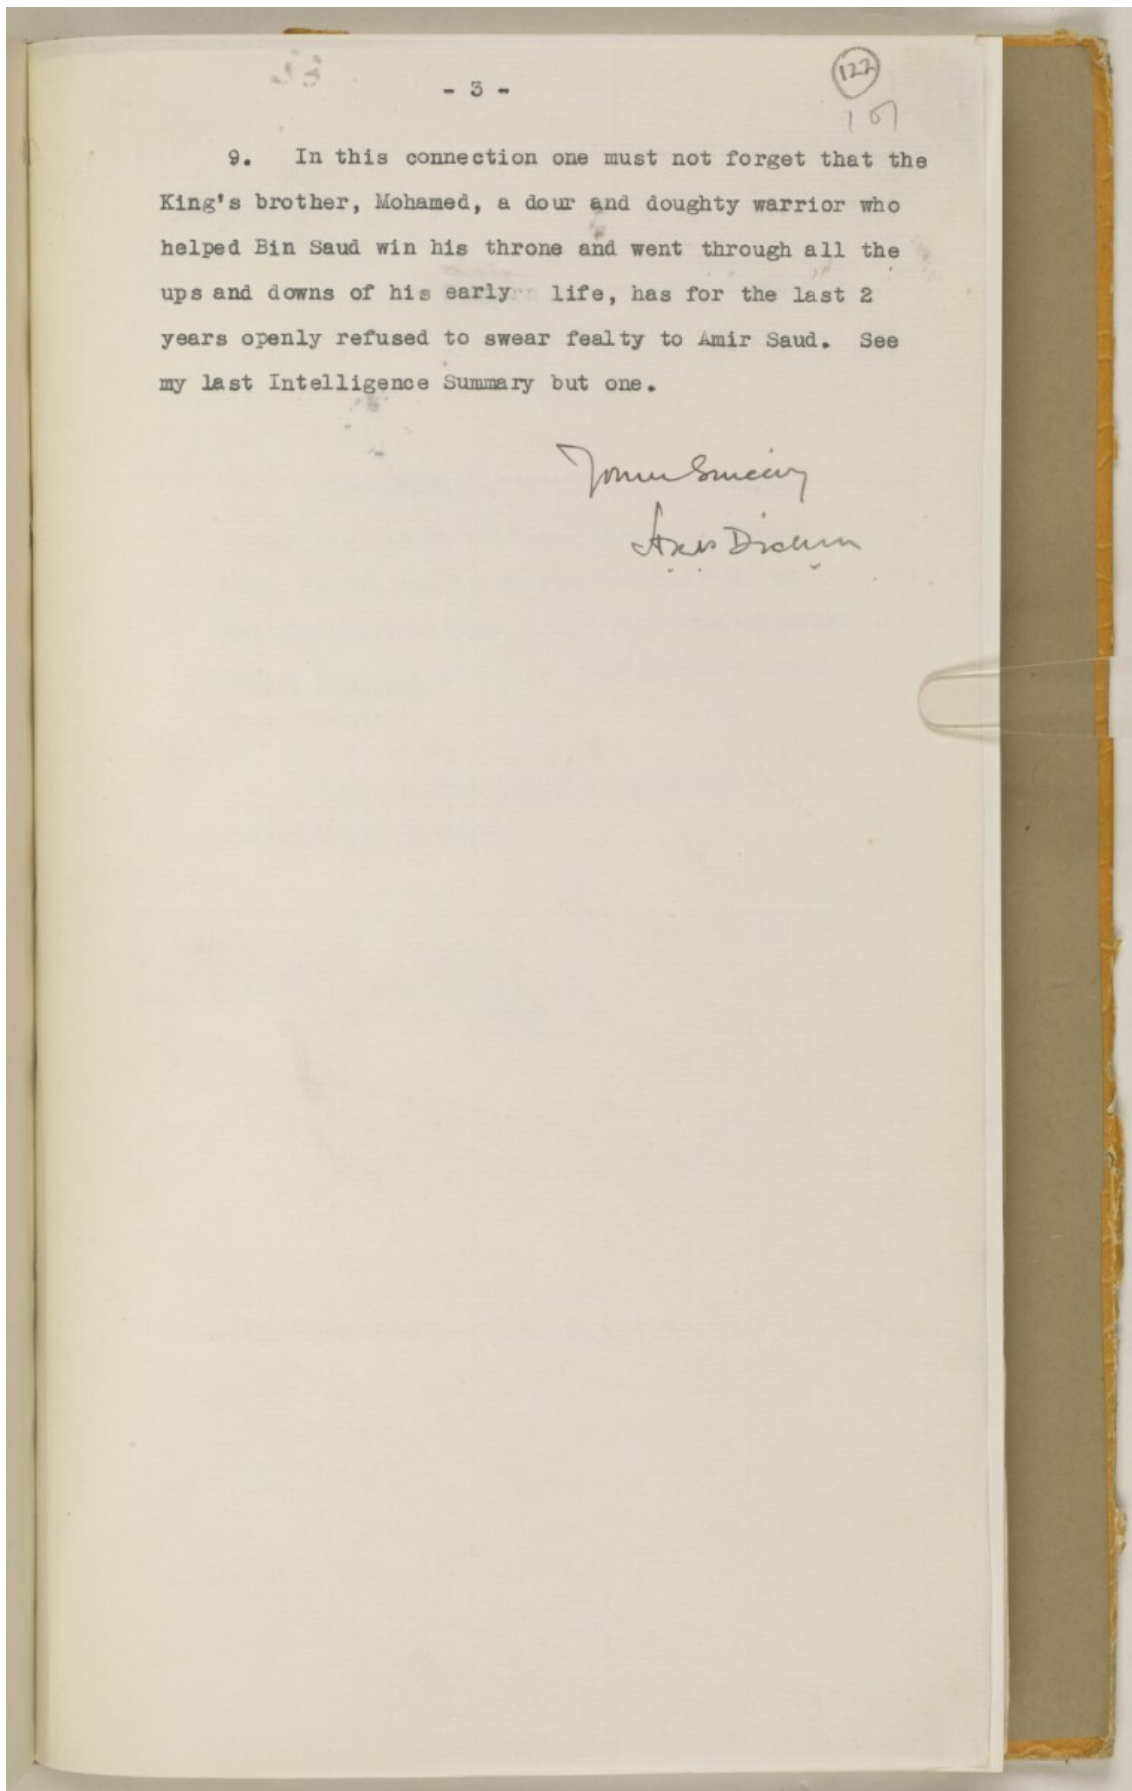 - 3 -
122
9. In this connection one must not forget that the
King's brother, Mohamed, a dour and doughty warrior who
helped Bin Saud win his throne and went through all the
ups and downs of his early life, has for the last 2
years openly refused to swear fealty to Amir Saud. See
my last Intelligence Summary but one.
Yours Sincerely